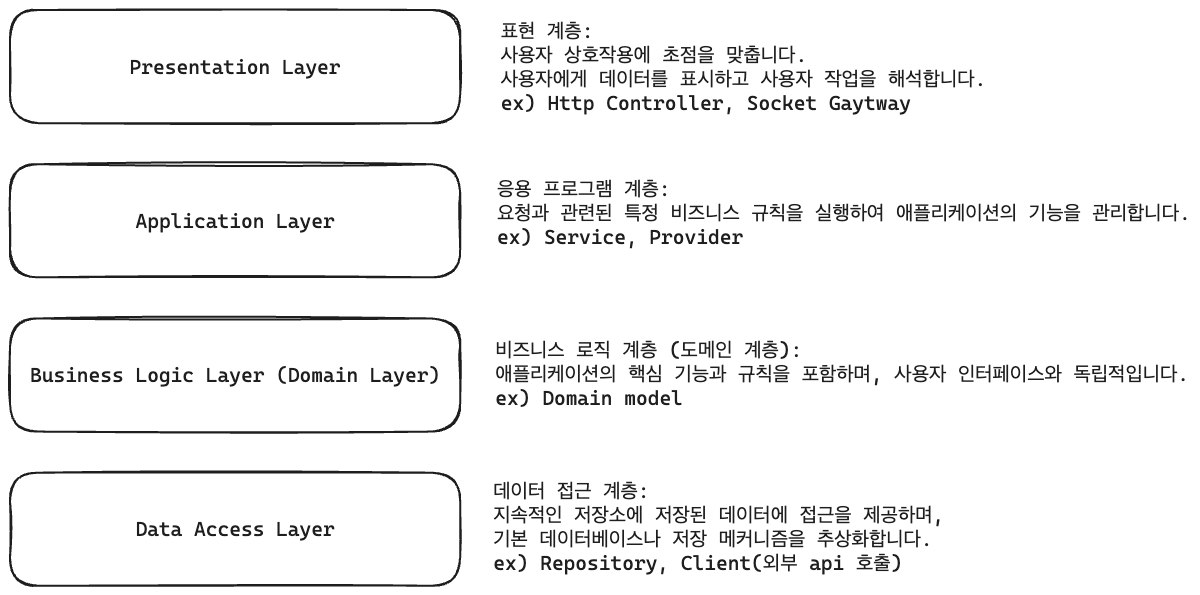 Presentation Layer
표현 계층:
사용자 상호작용에 초점을 맞춥니다.
사용자에게 데이터를 표시하고 사용자 작업을 해석합니다.
ex) Http Controller, Socket Gaytway
Application Layer
응용 프로그램 계층:
요청과 관련된 특정 비즈니스 규칙을 실행하여 애플리케이션의 기능을 관리합니다.
ex) Service, Provider
Business Logic Layer (Domain Layer)
비즈니스 로직 계층 (도메인 계층):
애플리케이션의 핵심 기능과 규칙을 포함하며, 사용자 인터페이스와 독립적입니다.
ex) Domain model
Data Access Layer
데이터 접근 계층:
지속적인 저장소에 저장된 데이터에 접근을 제공하며,
기본 데이터베이스나 저장 메커니즘을 추상화합니다.
ex) Repository, Client(외부 api 호출)